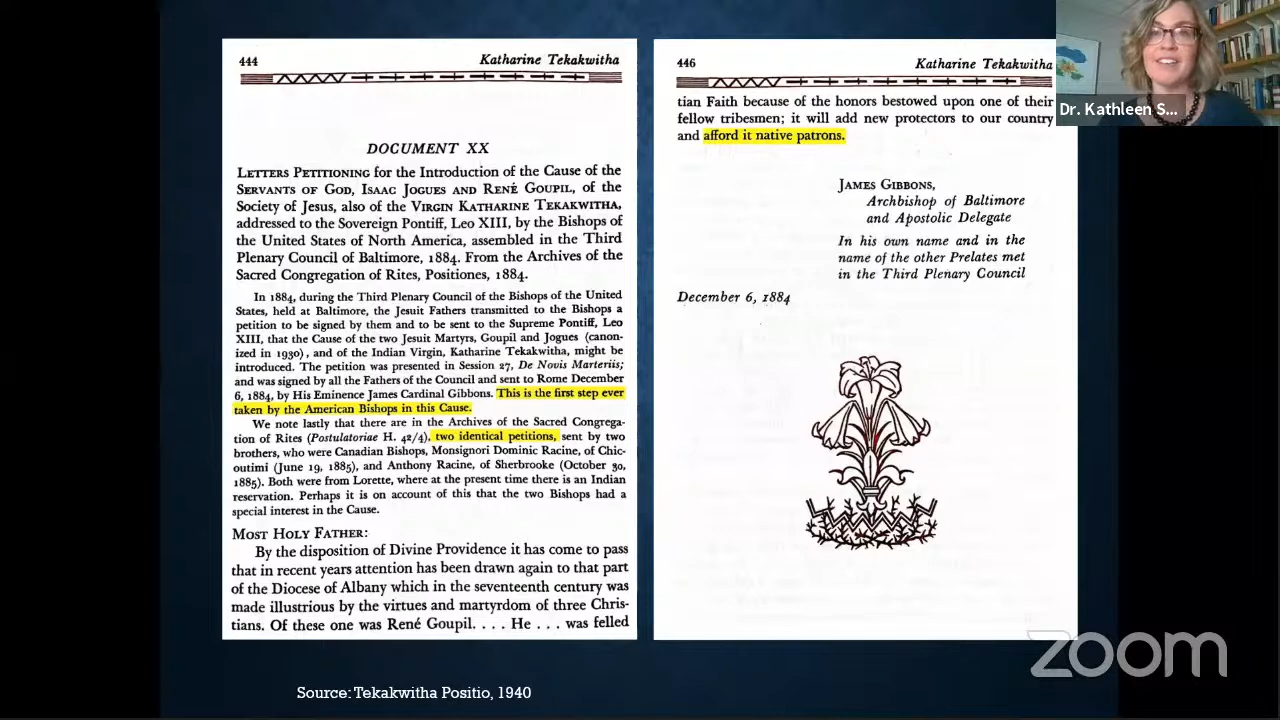 444 Katharine Tekakwitha
DOCUMENT XX
LETTERS PETITIONING for the Introduction of the Cause of the
SERVANTS OF GOD, ISAAC JOGUES AND RENÉ GOUPIL, of the
Society of Jesus, also of the VIRGIN KATHARINE TEKAKWITHA,
addressed to the Sovereign Pontiff, Leo XIII, by the Bishops of
the United States of North America, assembled in the Third
Plenary Council of Baltimore, 1884. From the Archives of the
Sacred Congregation of Rites, Positiones, 1884.
In 1884, during the Third Plenary Council of the Bishops of the United
States, held at Baltimore, the Jesuit Fathers transmitted to the Bishops a
petition to be signed by them and to be sent to the Supreme Pontiff, Leo
XIII, that the Cause of the two Jesuit Martyrs, Goupil and Jogues (canon-
ized in 1930), and of the Indian Virgin, Katharine Tekakwitha, might be
introduced. The petition was presented in Session 27, De Novis Marteriis;
and was signed by all the Fathers of the Council and sent to Rome December
6, 1884, by His Eminence James Cardinal Gibbons. This is the first step ever
taken by the American Bishops in this Cause.
We note lastly that there are in the Archives of the Sacred Congrega-
tion of Rites (Postulatoriae H. 42/4), two identical petitions, sent by two
brothers, who were Canadian Bishops, Monsignori Dominic Racine, of Chic-
outimi (June 19, 1885), and Anthony Racine, of Sherbrooke (October 30,
1885). Both were from Lorette, where at the present time there is an Indian
reservation. Perhaps it is on account of this that the two Bishops had a
special interest in the Cause.
MOST HOLY FATHER:
By the disposition of Divine Providence it has come to pass
that in recent years attention has been drawn again to that part
of the Diocese of Albany which in the seventeenth century was
made illustrious by the virtues and martyrdom of three Chris-
tians. Of these one was René Goupil. . . . He . . . was felled
446 Katharine Tekakwitha
tian Faith because of the honors bestowed upon one of their
fellow tribesmen; it will add new protectors to our country
and afford it native patrons.
JAMES GIBBONS,
Archbishop of Baltimore
and Apostolic Delegate
In his own name and in the
name of the other Prelates met
in the Third Plenary Council
December 6, 1884
Source: Tekakwitha Positio, 1940
Dr. Kathleen S...
zoom